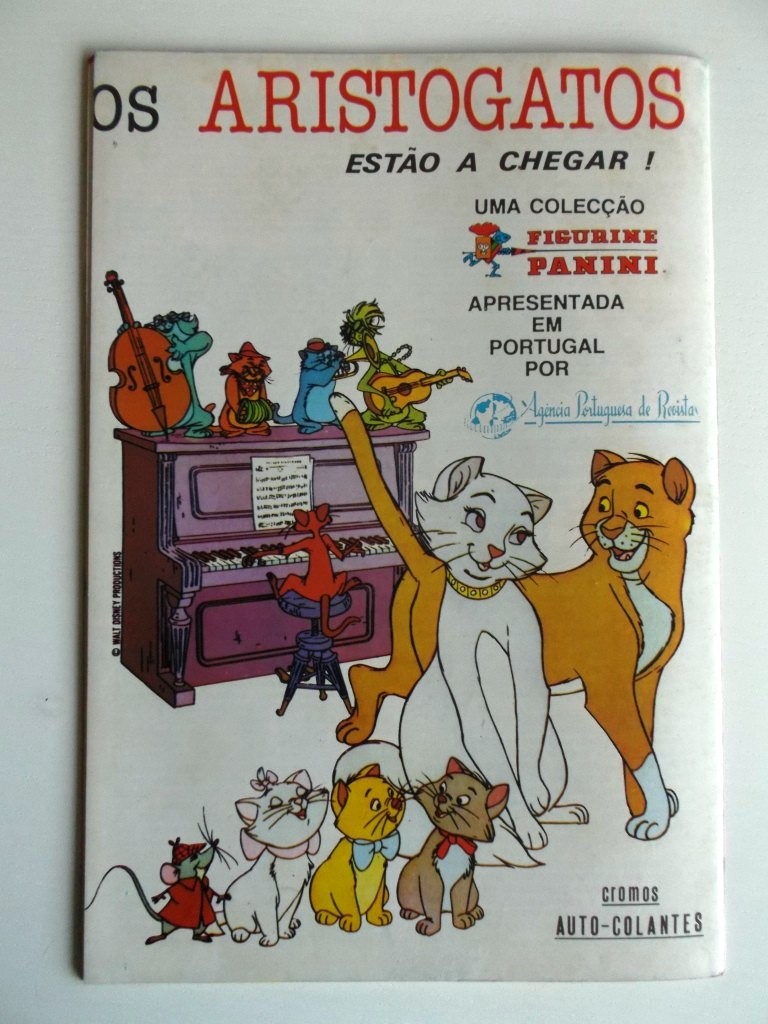 OS ARISTOGATOS
ESTÃO A CHEGAR !
UMA COLECÇÃO
FIGURINE
PANINI
APRESENTADA
EM
PORTUGAL
POR
Agência Portuguesa de Revistas
© WALT DISNEY PRODUCTIONS
cromos
AUTO-COLANTES